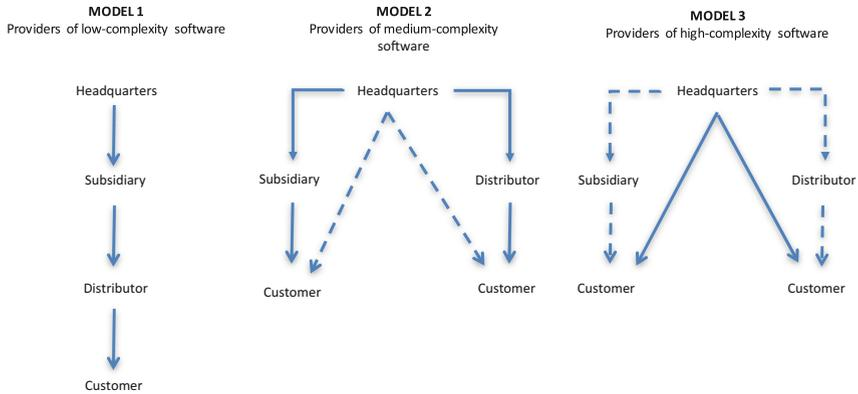 MODEL 1
Providers of low-complexity software
Headquarters
Subsidiary
Distributor
Customer
MODEL 2
Providers of medium-complexity
software
Headquarters
Subsidiary
Distributor
Customer
Customer
MODEL 3
Providers of high-complexity software
Headquarters
Subsidiary
Distributor
Customer
Customer